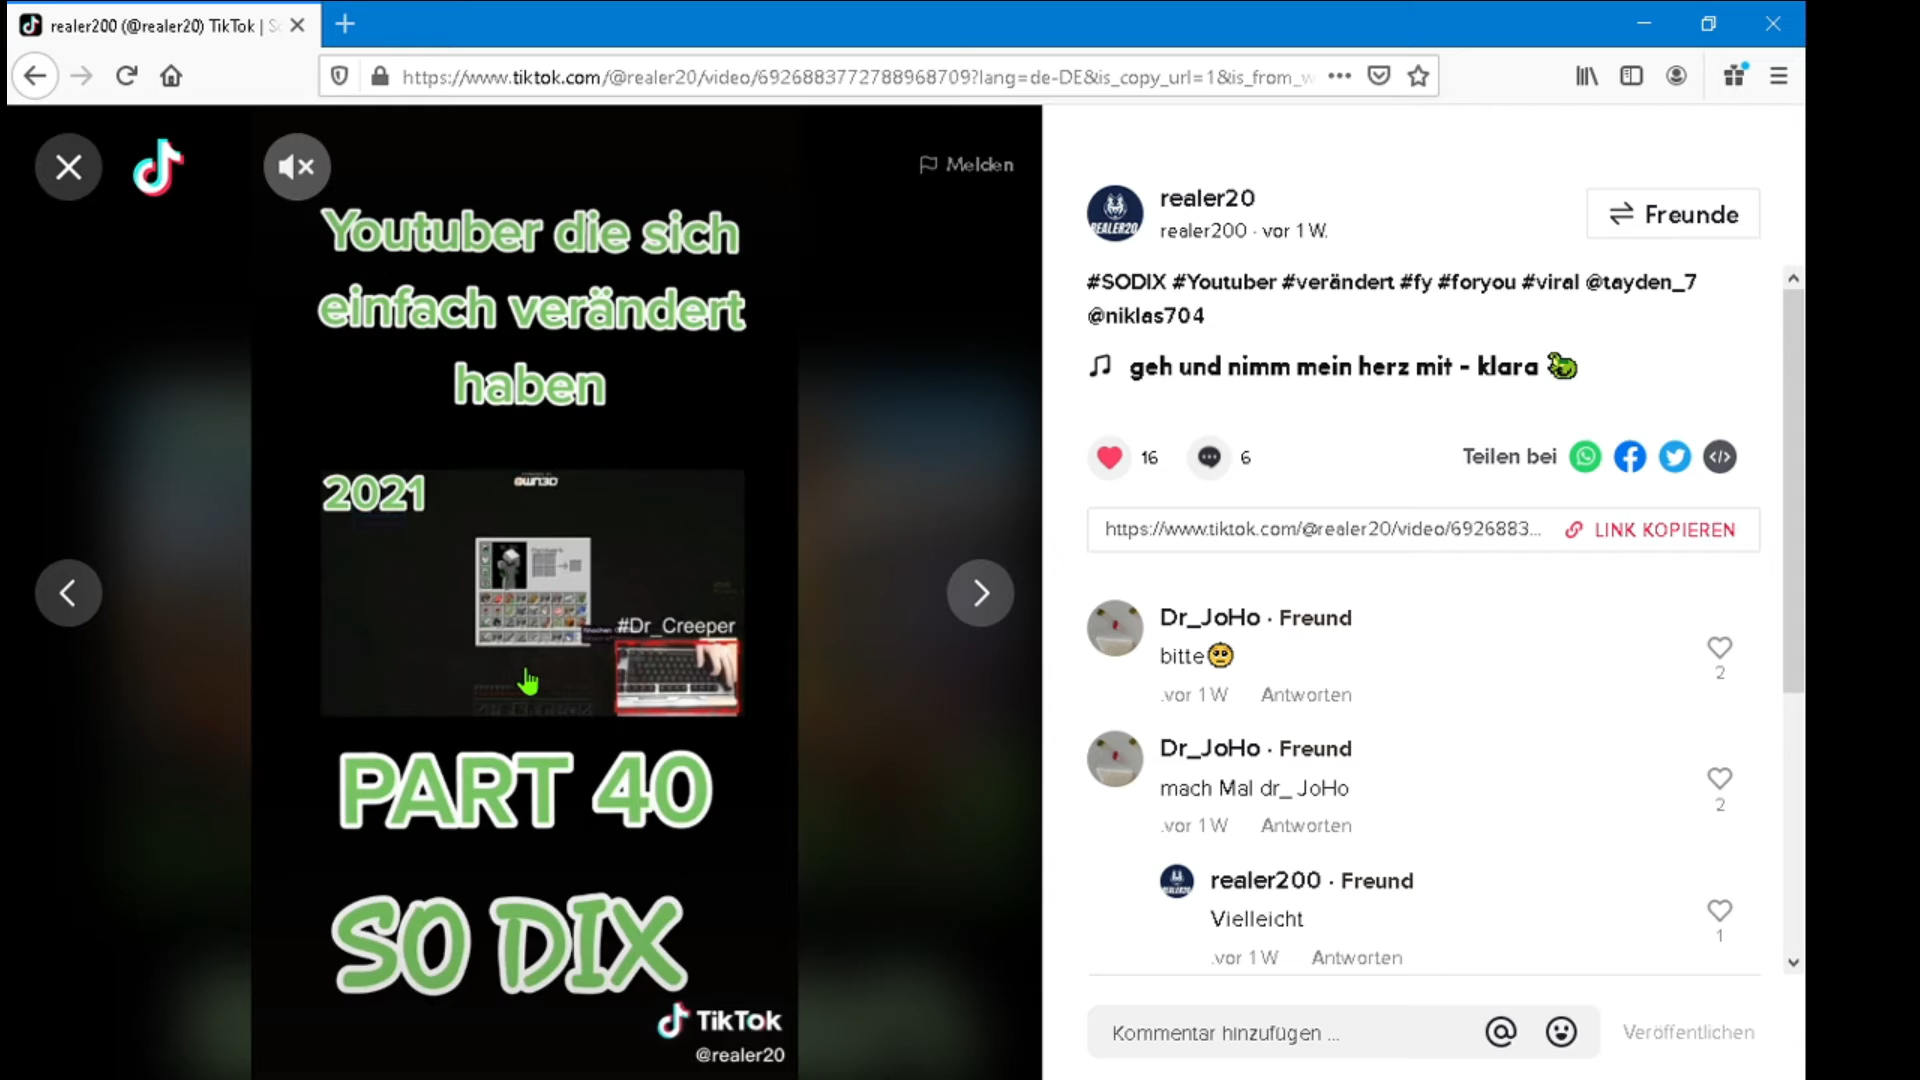 realer200 (@realer20) TikTok | S
https://www.tiktok.com/@realer20/video/6926883772788968709?lang=de-DE&is_copy_url=1&is_from_w
Melden
Youtuber die sich
einfach verändert
haben
2021
OWN3D
#Dr_Creeper
PART 40
SO DIX
TikTok
@realer20
REALER20
realer20
realer200 · vor 1 W.
Freunde
#SODIX #Youtuber #verändert #fy #foryou #viral @tayden_7
@niklas704
geh und nimm mein herz mit - klara
16
6
Teilen bei
https://www.tiktok.com/@realer20/video/6926883...
LINK KOPIEREN
Dr_JoHo · Freund
bitte🥺
.vor 1 W Antworten
2
Dr_JoHo · Freund
mach Mal dr_ JoHo
.vor 1 W Antworten
2
realer200 · Freund
Vielleicht
.vor 1 W Antworten
1
Kommentar hinzufügen ...
Veröffentlichen